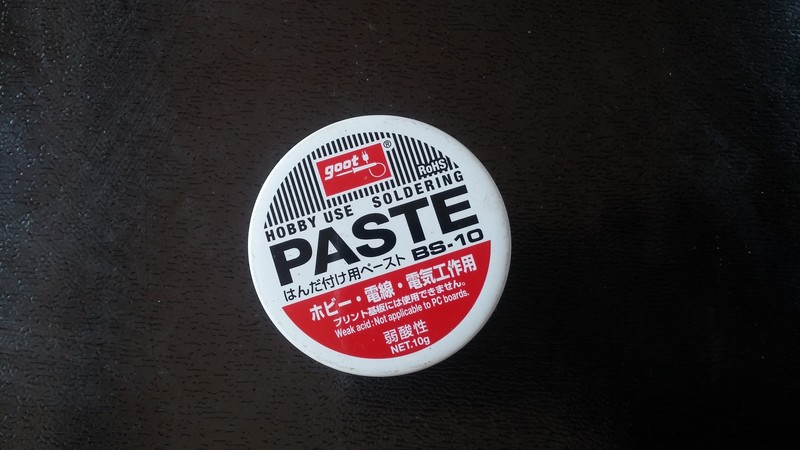 goot®
RoHS
HOBBY USE SOLDERING
PASTE
はんだ付け用ペースト BS-10
ホビー・電線・電気工作用
プリント基板には使用できません。
Weak acid:Not applicable to PC boards.
弱酸性
NET.10g